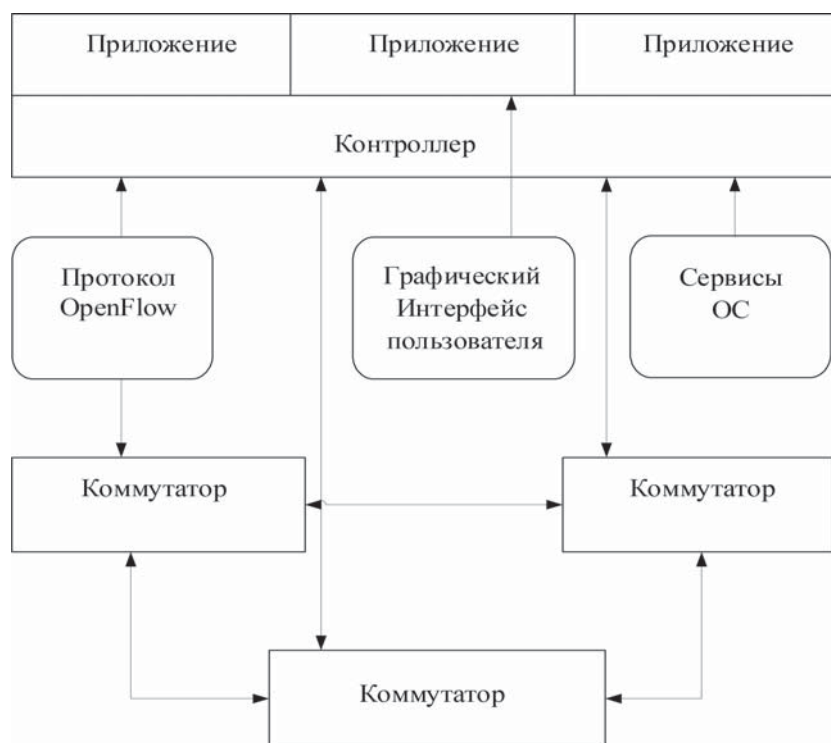 Приложение
Приложение
Приложение
Контроллер
Протокол
OpenFlow
Графический
Интерфейс
пользователя
Сервисы
ОС
Коммутатор
Коммутатор
Коммутатор